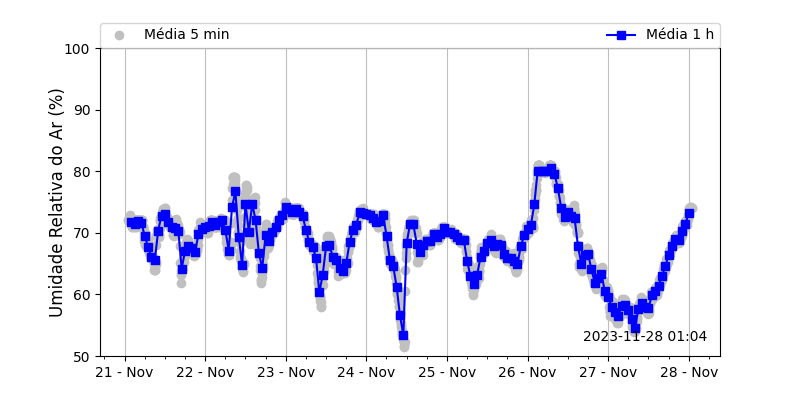 Média 5 min
Média 1 h
Umidade Relativa do Ar (%)
100
90
80
70
60
50
2023-11-28 01:04
21 - Nov
22 - Nov
23 - Nov
24 - Nov
25 - Nov
26 - Nov
27 - Nov
28 - Nov